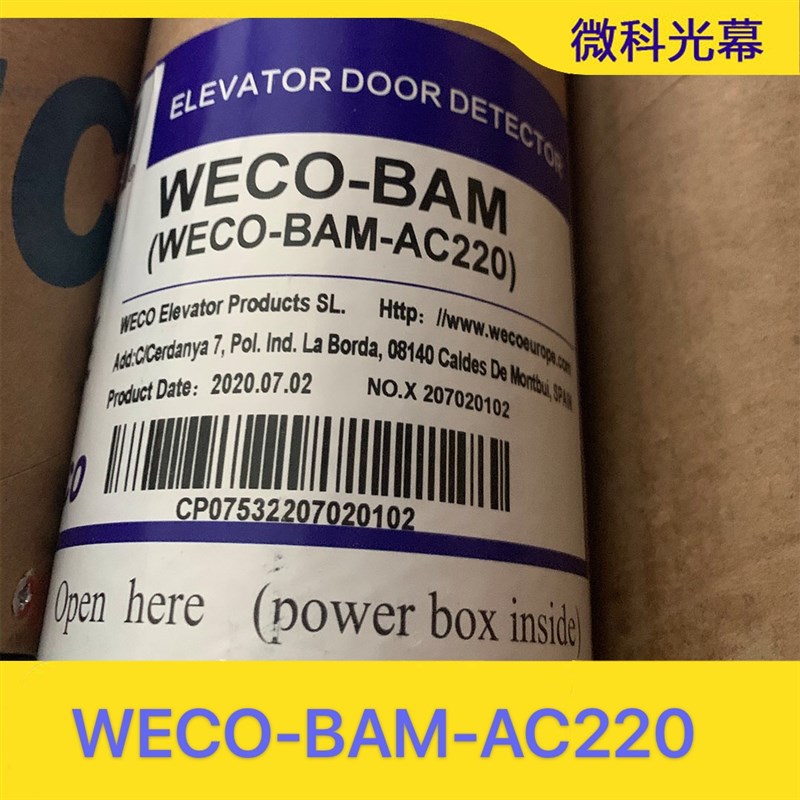 微科光幕
ELEVATOR DOOR DETECTOR
WECO-BAM
(WECO-BAM-AC220)
WECO Elevator Products SL. Http: //www.wecoeurope.com
Add:C/Cerdanya 7, Pol. Ind. La Borda, 08140 Caldes De Montbui, SPAIN
Product Date: 2020.07.02 NO.X 207020102
CP07532207020102
Open here (power box inside)
WECO-BAM-AC220